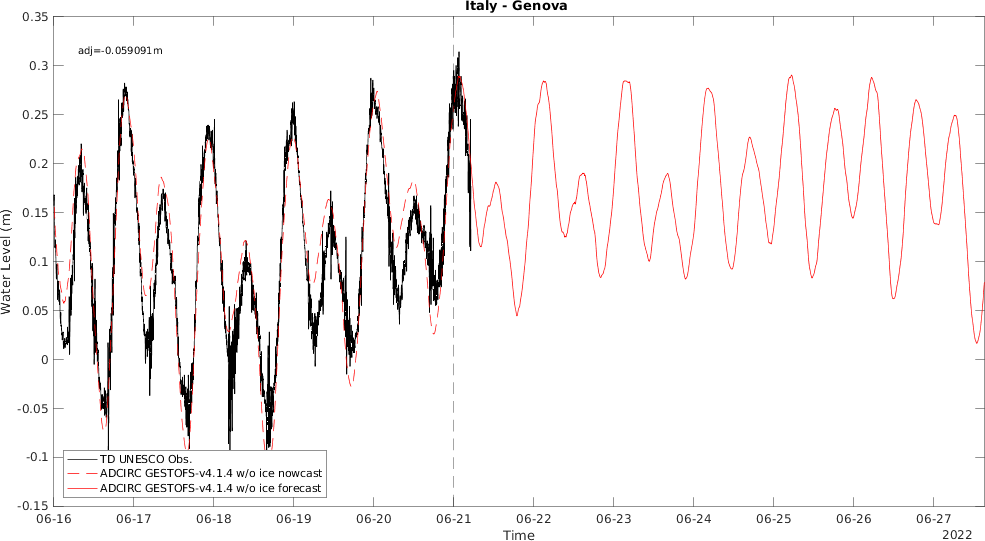 Italy - Genova
adj=-0.059091m
Water Level (m)
0.35
0.3
0.25
0.2
0.15
0.1
0.05
0
-0.05
-0.1
-0.15
TD UNESCO Obs.
ADCIRC GESTOFS-v4.1.4 w/o ice nowcast
ADCIRC GESTOFS-v4.1.4 w/o ice forecast
06-16 06-17 06-18 06-19 06-20 06-21 06-22 06-23 06-24 06-25 06-26 06-27
Time
2022